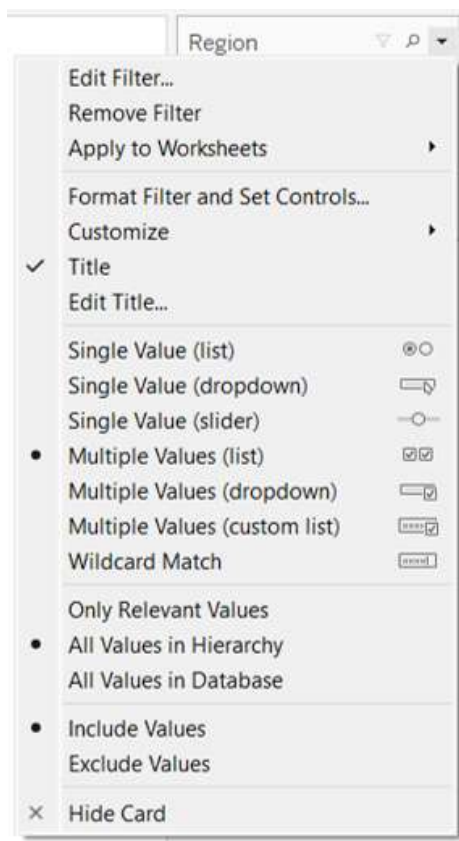 Region
Edit Filter...
Remove Filter
Apply to Worksheets
Format Filter and Set Controls...
Customize
Title
Edit Title...
Single Value (list)
Single Value (dropdown)
Single Value (slider)
Multiple Values (list)
Multiple Values (dropdown)
Multiple Values (custom list)
Wildcard Match
Only Relevant Values
All Values in Hierarchy
All Values in Database
Include Values
Exclude Values
Hide Card